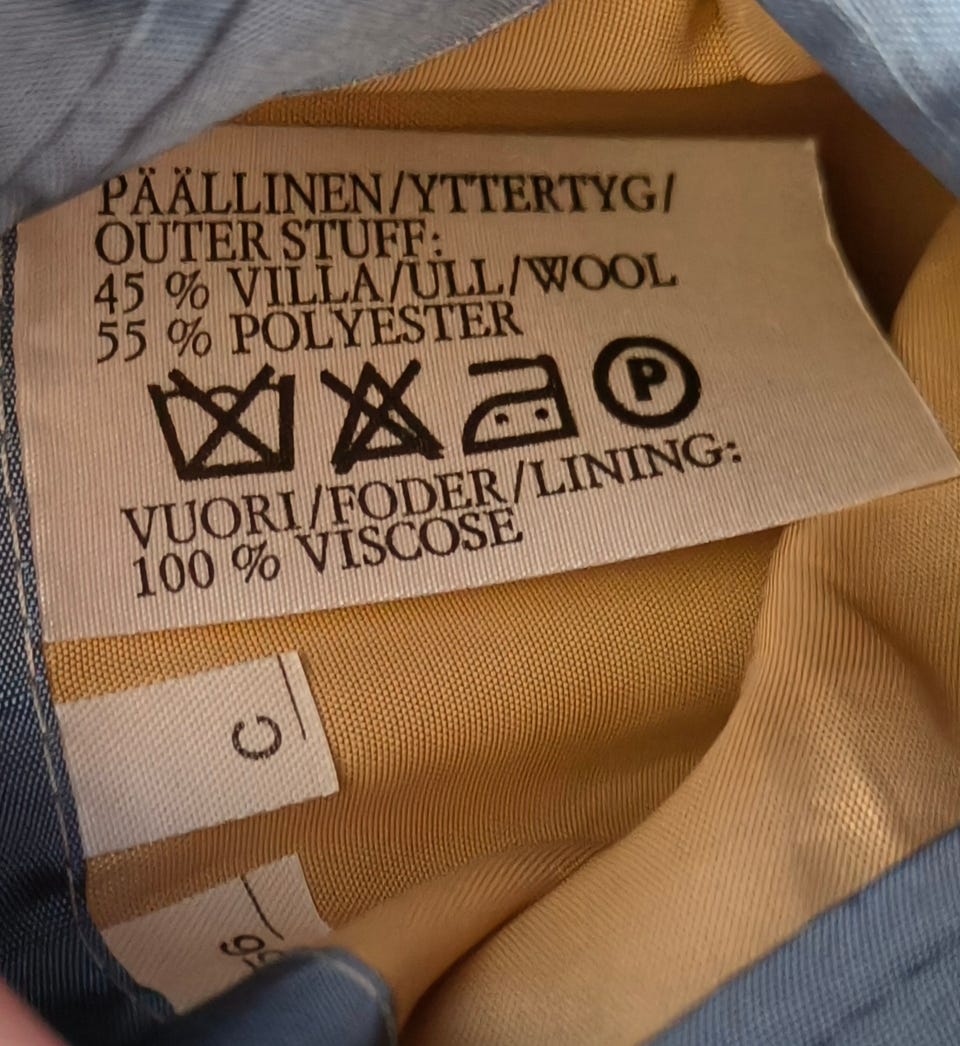 PÄÄLLINEN/YTTERTYG/
OUTER STUFF:
45 % VILLA/ULL/WOOL
55 % POLYESTER
P
VUORI/FODER/LINING:
100 % VISCOSE
C